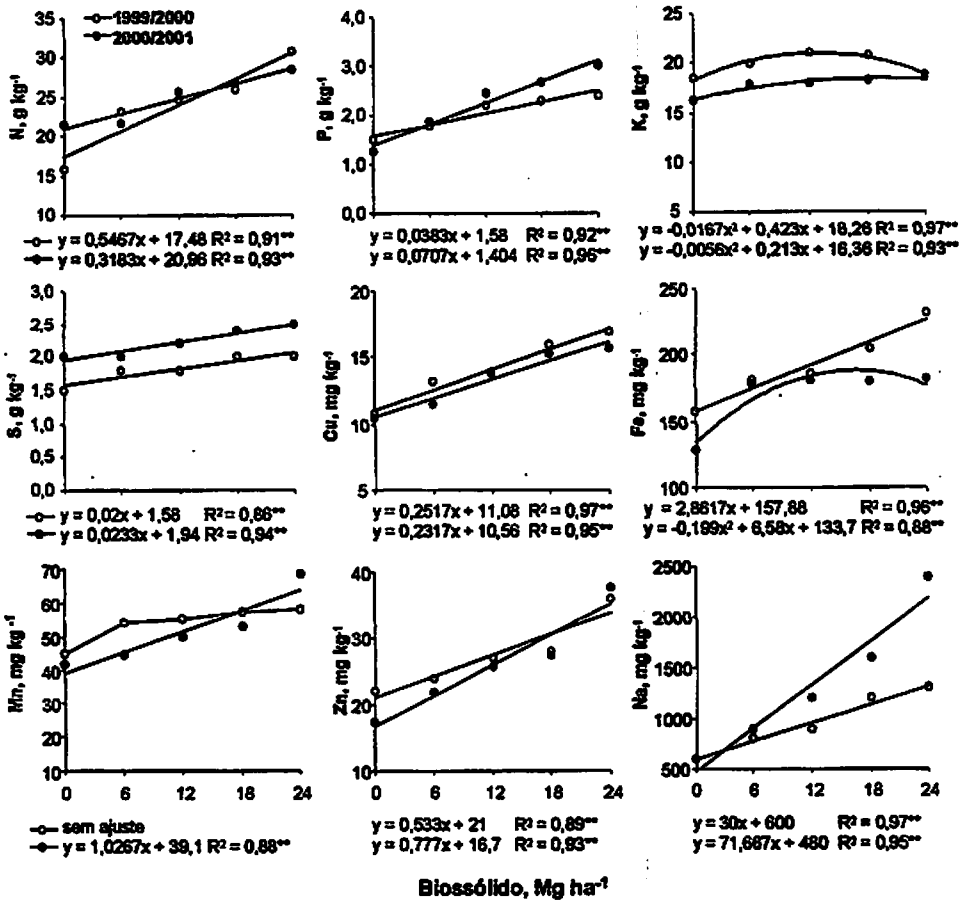 1999/2000
2000/2001
35
30
25
20
15
10
N, g kg⁻¹
4,0
3,0
2,0
1,0
0,0
P, g kg⁻¹
25
20
15
10
5
K, g kg⁻¹
y = 0,5467x + 17,48 R² = 0,91**
y = 0,3183x + 20,96 R² = 0,93**
y = 0,0383x + 1,58 R² = 0,92**
y = 0,0707x + 1,404 R² = 0,96**
y = -0,0167x² + 0,423x + 18,26 R² = 0,97**
y = -0,0056x² + 0,213x + 16,36 R² = 0,93**
3,0
2,5
2,0
1,5
1,0
0,5
0,0
S, g kg⁻¹
20
15
10
5
Cu, mg kg⁻¹
250
200
150
100
Fe, mg kg⁻¹
y = 0,02x + 1,58 R² = 0,86**
y = 0,0233x + 1,94 R² = 0,94**
y = 0,2517x + 11,08 R² = 0,97**
y = 0,2317x + 10,56 R² = 0,95**
y = 2,8617x + 157,88 R² = 0,96**
y = -0,199x² + 6,58x + 133,7 R² = 0,88**
70
60
50
40
30
20
10
Mn, mg kg⁻¹
0 6 12 18 24
40
30
20
10
Zn, mg kg⁻¹
0 6 12 18 24
2500
2000
1500
1000
500
Na, mg kg⁻¹
0 6 12 18 24
sem ajuste
y = 1,0267x + 39,1 R² = 0,88**
y = 0,533x + 21 R² = 0,89**
y = 0,777x + 16,7 R² = 0,93**
y = 30x + 600 R² = 0,97**
y = 71,667x + 480 R² = 0,95**
Biossólido, Mg ha⁻¹